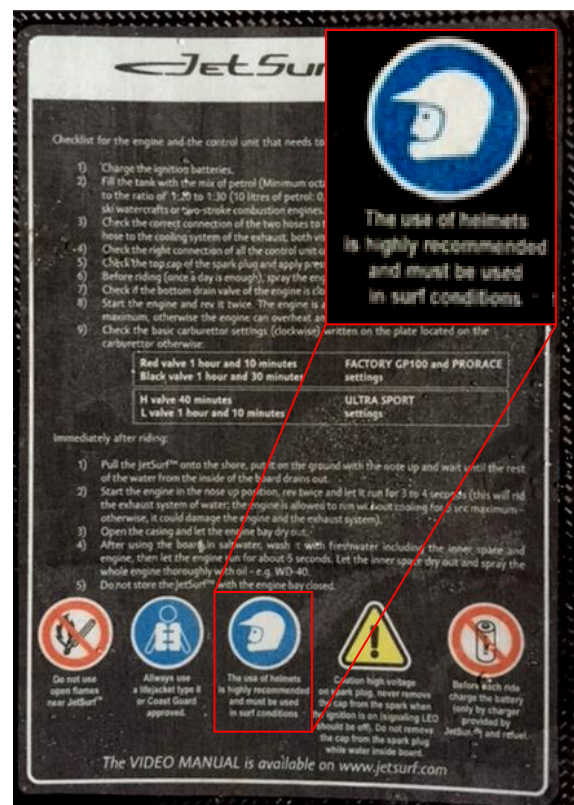 JetSur
Checklist for the engine and the control unit that needs to
1) Charge the ignition batteries.
2) Fill the tank with the mix of petrol (Minimum octa
to the ratio of 1:20 to 1:30 (10 litres of petrol: 0,
ski watercrafts or two-stroke combustion engines.
3) Check the correct connection of the two hoses to t
hose to the cooling system of the exhaust, both vis
4) Check the right connection of all the control unit
5) Check the top cap of the spark plug and apply pres
6) Before riding (once a day is enough), spray the eng
7) Check if the bottom drain valve of the engine is clo
8) Start the engine and rev it twice. The engine is a
maximum, otherwise the engine can overheat an
9) Check the basic carburettor settings (clockwise) written on the plate located on the
carburettor otherwise:
Red valve 1 hour and 10 minutes FACTORY GP100 and PRORACE
Black valve 1 hour and 30 minutes settings
H valve 40 minutes ULTRA SPORT
L valve 1 hour and 10 minutes settings
Immediately after riding:
1) Pull the JetSurf™ onto the shore, put it on the ground with the nose up and wait until the rest
of the water from the inside of the board drains out.
2) Start the engine in the nose up position, rev twice and let it run for 3 to 4 seconds (this will rid
the exhaust system of water; the engine is allowed to run without cooling for 5 sec maximum -
otherwise, it could damage the engine and the exhaust system).
3) Open the casing and let the engine bay dry out.
4) After using the board in saltwater, wash it with freshwater including the inner space and
engine, then let the engine run for about 5 seconds. Let the inner space dry out and spray the
whole engine thoroughly with oil - e.g. WD-40.
5) Do not store the JetSurf™ with the engine bay closed.
Do not use
open flames
near JetSurf™
Allways use
a lifejacket type II
or Coast Guard
approved.
The use of helmets
is highly recommended
and must be used
in surf conditions
Caution high voltage
on spark plug, never remove
the cap from the spark when
ignition is on (signaling LED
should be off). Do not remove
the cap from the spark plug
while water inside board.
Before each ride
charge the battery
(only by charger
provided by
JetSurf™) and refuel.
The VIDEO MANUAL is available on www.jetsurf.com
The use of helmets
is highly recommended
and must be used
in surf conditions